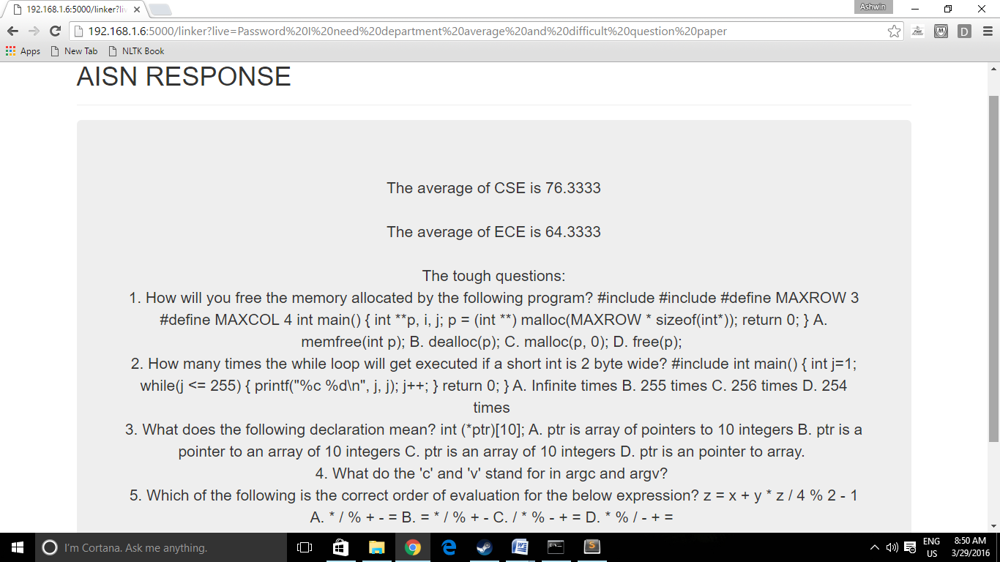 192.168.1.6:5000/linker?liv
Ashwin
192.168.1.6:5000/linker?live=Password%20I%20need%20department%20average%20and%20difficult%20question%20paper
Apps New Tab NLTK Book
AISN RESPONSE
The average of CSE is 76.3333
The average of ECE is 64.3333
The tough questions:
1. How will you free the memory allocated by the following program? #include #include #define MAXROW 3
#define MAXCOL 4 int main() { int **p, i, j; p = (int **) malloc(MAXROW * sizeof(int*)); return 0; } A.
memfree(int p); B. dealloc(p); C. malloc(p, 0); D. free(p);
2. How many times the while loop will get executed if a short int is 2 byte wide? #include int main() { int j=1;
while(j <= 255) { printf("%c %d\n", j, j); j++; } return 0; } A. Infinite times B. 255 times C. 256 times D. 254
times
3. What does the following declaration mean? int (*ptr)[10]; A. ptr is array of pointers to 10 integers B. ptr is a
pointer to an array of 10 integers C. ptr is an array of 10 integers D. ptr is an pointer to array.
4. What do the 'c' and 'v' stand for in argc and argv?
5. Which of the following is the correct order of evaluation for the below expression? z = x + y * z / 4 % 2 - 1
A. * / % + - = B. = * / % + - C. / * % - + = D. * % / - + =
I'm Cortana. Ask me anything.
ENG 8:50 AM
US 3/29/2016